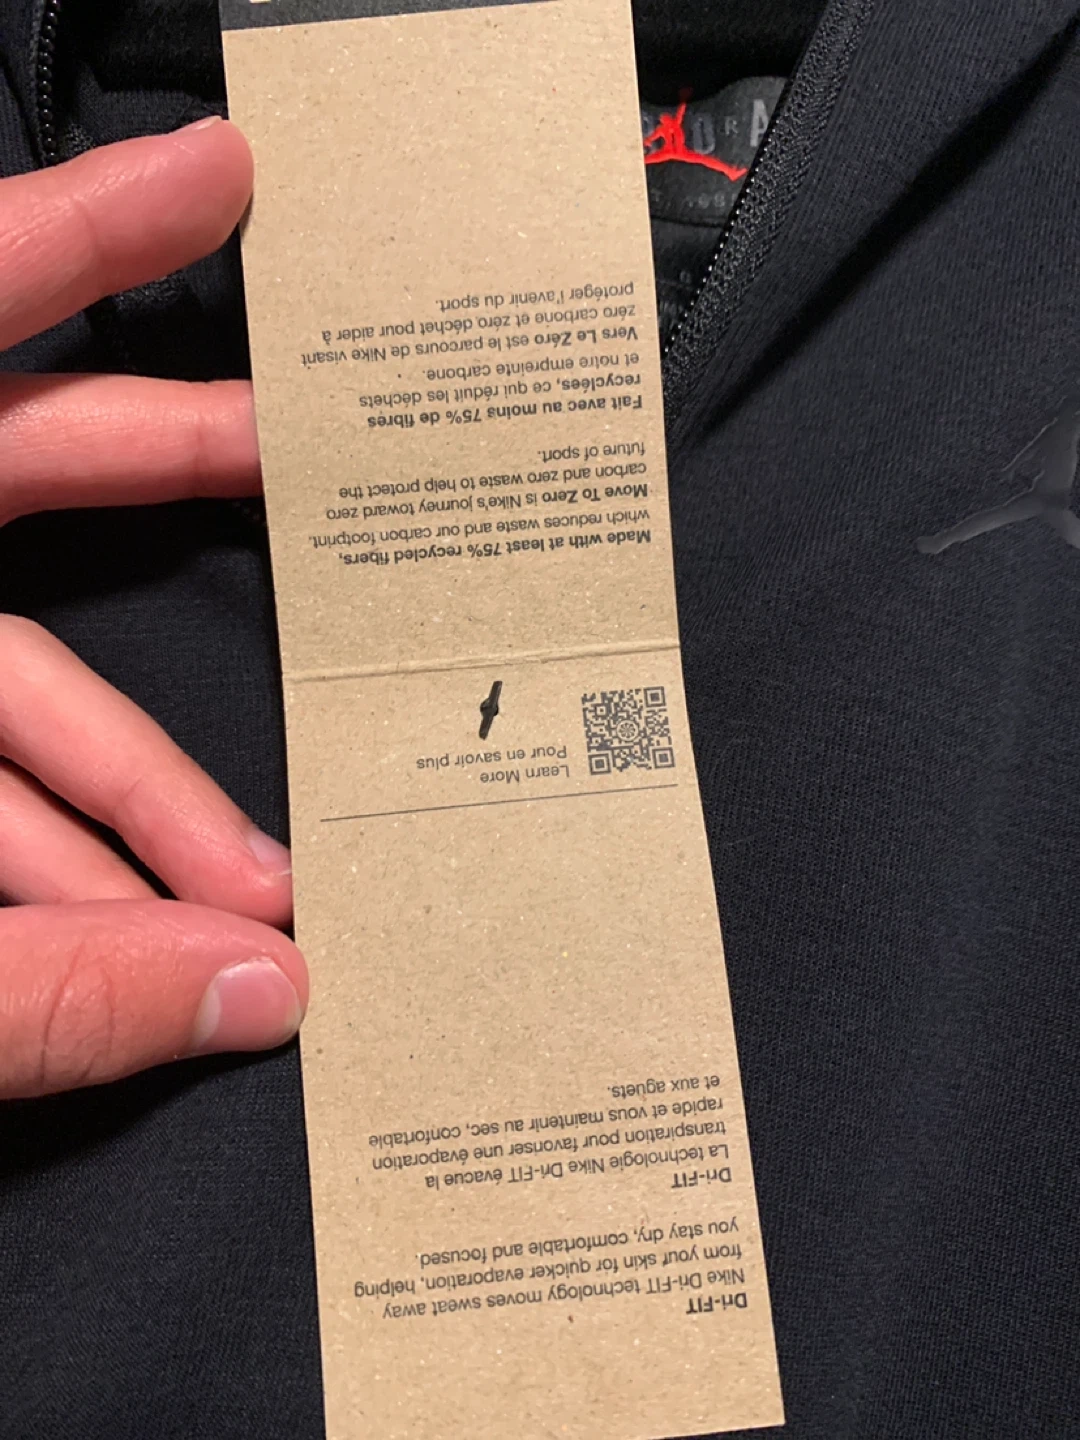 Dri-FIT
Nike Dri-FIT technology moves sweat away
from your skin for quicker evaporation, helping
you stay dry, comfortable and focused.
Dri-FIT
La technologie Nike Dri-FIT évacue la
transpiration pour favoriser une évaporation
rapide et vous maintenir au sec, confortable
et aux aguets.
Learn More
Pour en savoir plus
Made with at least 75% recycled fibers,
which reduces waste and our carbon footprint.
Move To Zero is Nike's journey toward zero
carbon and zero waste to help protect the
future of sport.
Fait avec au moins 75% de fibres
recyclées, ce qui réduit les déchets
et notre empreinte carbone.
Vers Le Zéro est le parcours de Nike visant
zéro carbone et zéro déchet pour aider à
protéger l'avenir du sport.